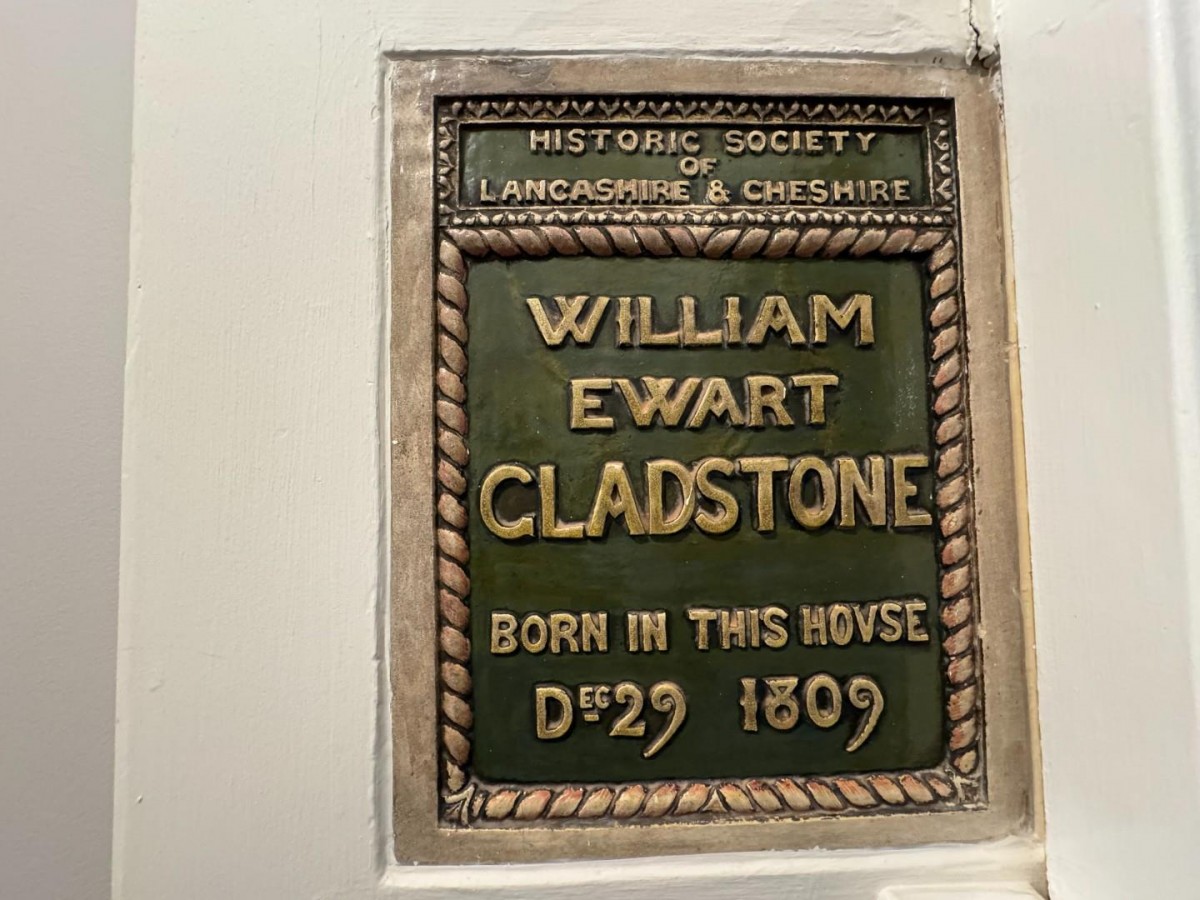 HISTORIC SOCIETY
OF
LANCASHIRE & CHESHIRE
WILLIAM
EWART
GLADSTONE
BORN IN THIS HOVSE
DEC 29 1809